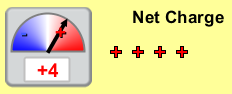 Net Charge
- +
+ + + +
+4